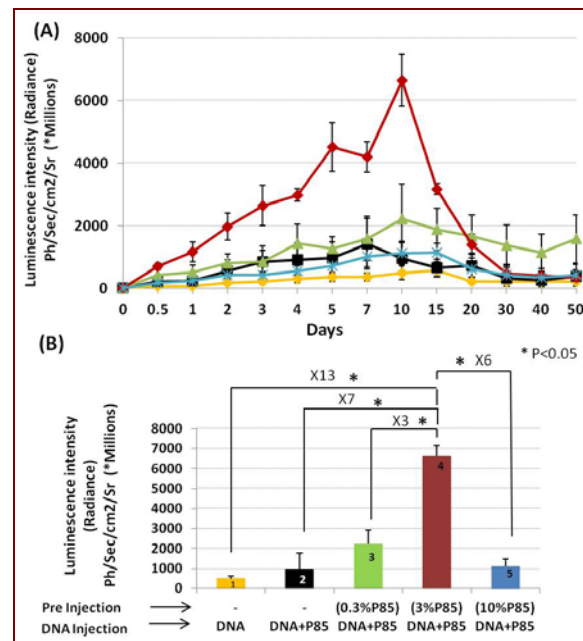 (A)
Luminescence intensity (Radiance)
Ph/Sec/cm2/Sr (*Millions)
8000
6000
4000
2000
0
0 0.5 1 2 3 4 5 7 10 15 20 30 40 50
Days
(B)
* P<0.05
X13 *
* X6
X7 *
X3 *
Luminescence intensity
(Radiance)
Ph/Sec/cm2/Sr (*Millions)
8000
7000
6000
5000
4000
3000
2000
1000
0
1
2
3
4
5
Pre Injection - - (0.3%P85) (3%P85) (10%P85)
DNA Injection DNA DNA+P85 DNA+P85 DNA+P85 DNA+P85